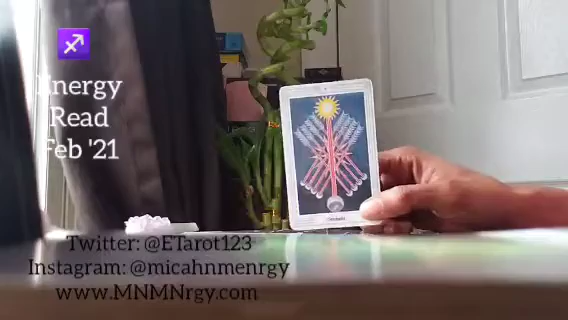 ♐
Energy
Read
Feb '21
Twitter: @ETarot123
Instagram: @micahnmenrgy
www.MNMNrgy.com